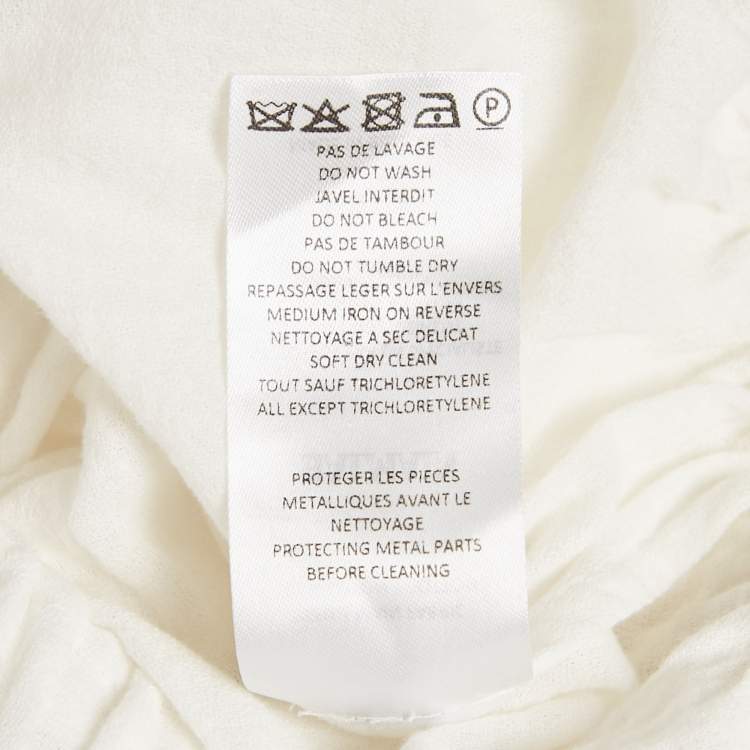 P
PAS DE LAVAGE
DO NOT WASH
JAVEL INTERDIT
DO NOT BLEACH
PAS DE TAMBOUR
DO NOT TUMBLE DRY
REPASSAGE LEGER SUR L'ENVERS
MEDIUM IRON ON REVERSE
NETTOYAGE A SEC DELICAT
SOFT DRY CLEAN
TOUT SAUF TRICHLORETYLENE
ALL EXCEPT TRICHLORETYLENE
PROTEGER LES PIECES
METALLIQUES AVANT LE
NETTOYAGE
PROTECTING METAL PARTS
BEFORE CLEANING